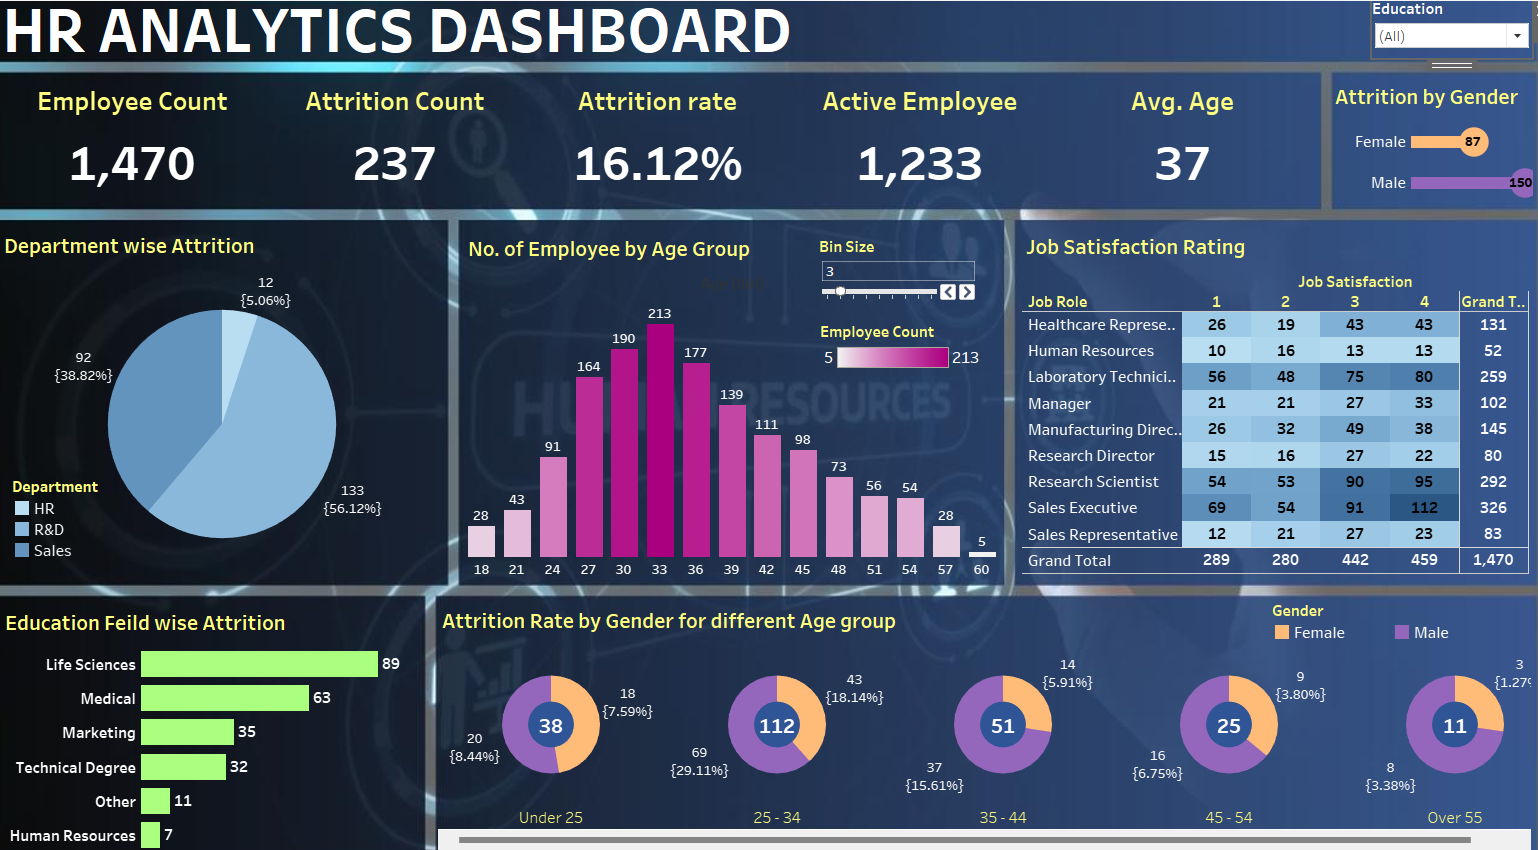 HR ANALYTICS DASHBOARD
Education
(All)
Employee Count
Attrition Count
Attrition rate
Active Employee
Avg. Age
1,470
237
16.12%
1,233
37
Attrition by Gender
Female 87
Male 150
Department wise Attrition
12
{5.06%}
92
{38.82%}
133
{56.12%}
Department
HR
R&D
Sales
No. of Employee by Age Group
Bin Size
3
Employee Count
5 213
HUMAN RESOURCES
28 43 91 164 190 213 177 139 111 98 73 56 54 28 5
18 21 24 27 30 33 36 39 42 45 48 51 54 57 60
Job Satisfaction Rating
Job Satisfaction
Job Role 1 2 3 4 Grand T..
Healthcare Represe.. 26 19 43 43 131
Human Resources 10 16 13 13 52
Laboratory Technici.. 56 48 75 80 259
Manager 21 21 27 33 102
Manufacturing Direc.. 26 32 49 38 145
Research Director 15 16 27 22 80
Research Scientist 54 53 90 95 292
Sales Executive 69 54 91 112 326
Sales Representative 12 21 27 23 83
Grand Total 289 280 442 459 1,470
Education Feild wise Attrition
Life Sciences 89
Medical 63
Marketing 35
Technical Degree 32
Other 11
Human Resources 7
Attrition Rate by Gender for different Age group
Gender
Female
Male
18
{7.59%}
38
20
{8.44%}
Under 25
43
{18.14%}
112
69
{29.11%}
25 - 34
14
{5.91%}
51
37
{15.61%}
35 - 44
9
{3.80%}
25
16
{6.75%}
45 - 54
3
{1.27%
11
8
{3.38%}
Over 55